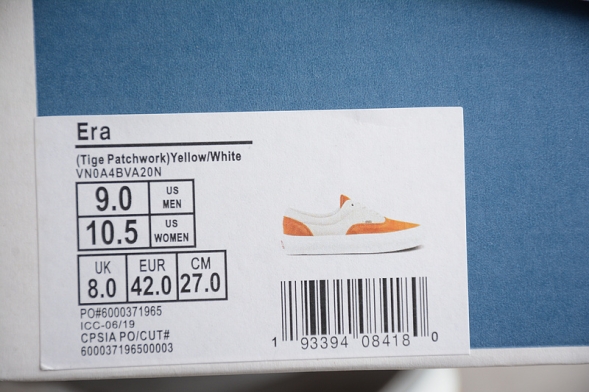 Era
(Tige Patchwork)Yellow/White
VN0A4BVA20N
9.0 US MEN
10.5 US WOMEN
UK EUR CM
8.0 42.0 27.0
PO#6000371965
ICC-06/19
CPSIA PO/CUT#
600037196500003
1 93394 08418 0